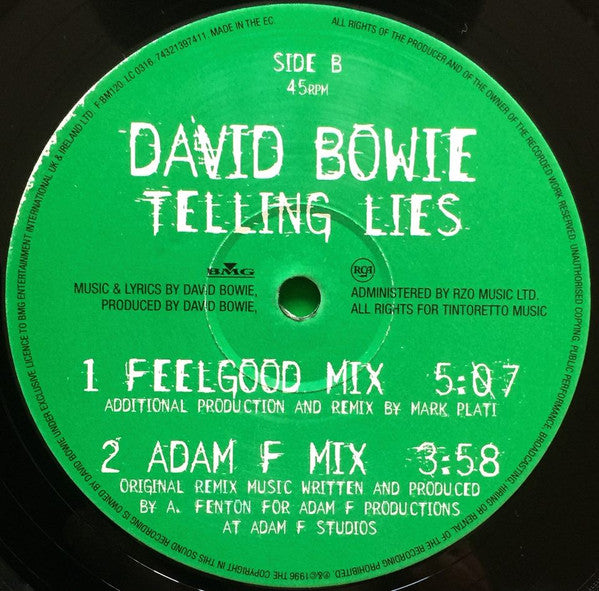 SIDE B
45RPM
DAVID BOWIE
TELLING LIES
BMG
RCA
MUSIC & LYRICS BY DAVID BOWIE,
PRODUCED BY DAVID BOWIE,
ADMINISTERED BY RZO MUSIC LTD.
ALL RIGHTS FOR TINTORETTO MUSIC
1 FEELGOOD MIX 5:07
ADDITIONAL PRODUCTION AND REMIX BY MARK PLATI
2 ADAM F MIX 3:58
ORIGINAL REMIX MUSIC WRITTEN AND PRODUCED
BY A. FENTON FOR ADAM F PRODUCTIONS
AT ADAM F STUDIOS
ALL RIGHTS OF THE PRODUCER AND OF THE OWNER OF THE RECORDED WORK RESERVED. UNAUTHORISED COPYING, PUBLIC PERFORMANCE, BROADCASTING, HIRING OR RENTAL OF THE RECORDING PROHIBITED. ℗&©1996 THE COPYRIGHT IN THIS SOUND RECORDING IS OWNED BY DAVID BOWIE UNDER EXCLUSIVE LICENCE TO BMG ENTERTAINMENT INTERNATIONAL UK & IRELAND LTD. F:BM120. LC 0316. 74321397411. MADE IN THE EC.